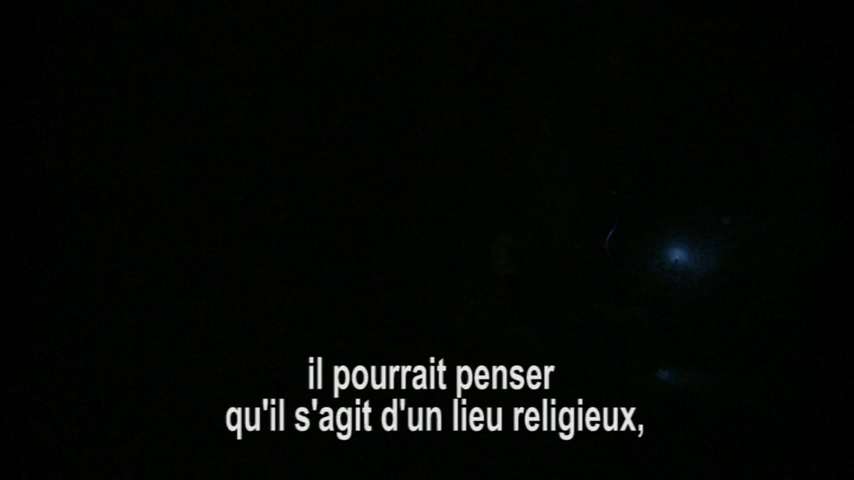 il pourrait penser
qu'il s'agit d'un lieu religieux,